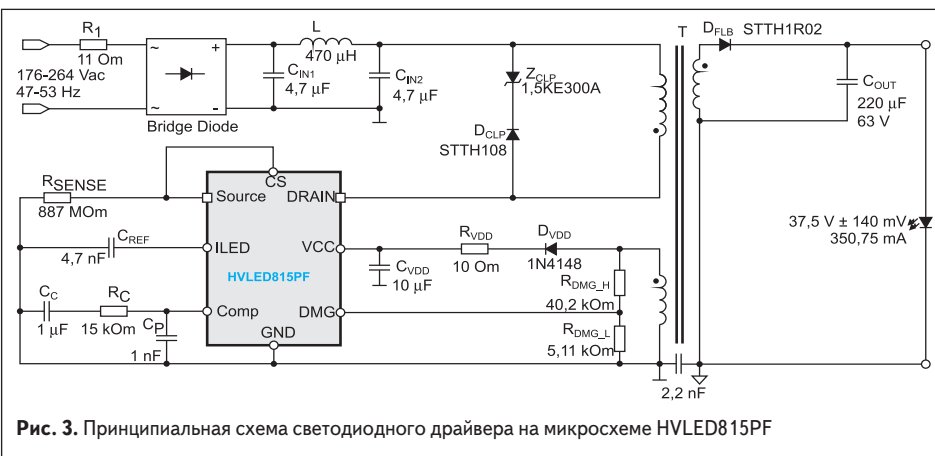 R1
11 Om
176-264 Vac
47-53 Hz
~
+
~
-
Bridge Diode
L
470 μH
CIN1
4,7 μF
CIN2
4,7 μF
ZCLP
1,5KE300A
DCLP
STTH108
T
DFLB STTH1R02
COUT
220 μF
63 V
37,5 V ± 140 mV
350,75 mA
RSENSE
887 MOm
CREF
4,7 nF
CC
1 μF
RC
15 kOm
CP
1 nF
CS
Source
DRAIN
ILED
VCC
HVLED815PF
Comp
DMG
GND
CVDD
10 μF
RVDD
10 Om
DVDD
1N4148
RDMG_H
40,2 kOm
RDMG_L
5,11 kOm
2,2 nF
Рис. 3. Принципиальная схема светодиодного драйвера на микросхеме HVLED815PF